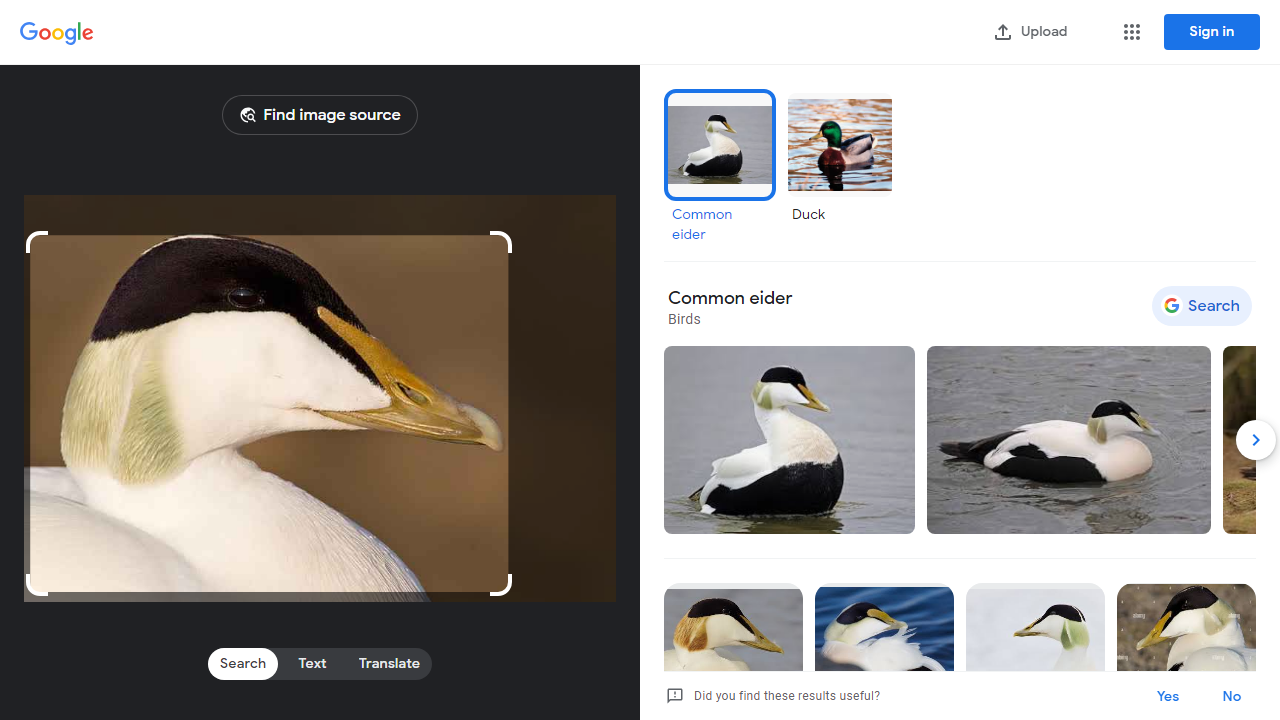 Google
Upload
Sign in
Find image source
Common
eider
Duck
Common eider
Birds
Search
Search
Text
Translate
Did you find these results useful?
Yes
No